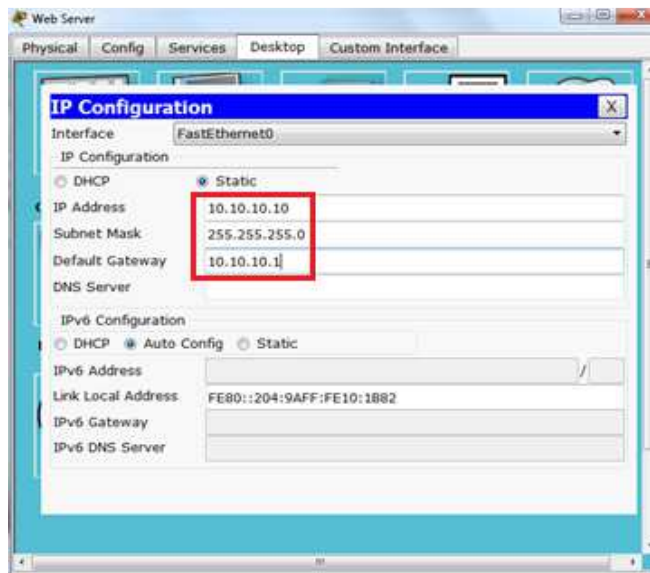 Web Server
Physical Config Services Desktop Custom Interface
IP Configuration X
Interface FastEthernet0
IP Configuration
DHCP Static
IP Address 10.10.10.10
Subnet Mask 255.255.255.0
Default Gateway 10.10.10.1
DNS Server
IPv6 Configuration
DHCP Auto Config Static
IPv6 Address /
Link Local Address FE80::204:9AFF:FE10:1B82
IPv6 Gateway
IPv6 DNS Server